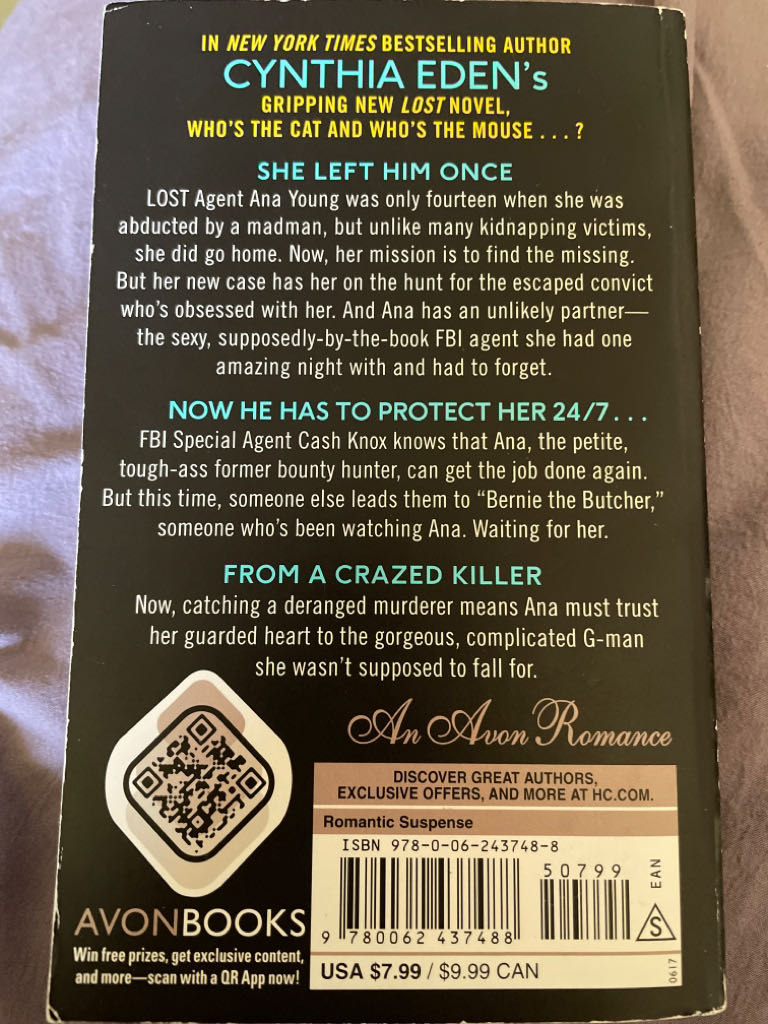 IN NEW YORK TIMES BESTSELLING AUTHOR
CYNTHIA EDEN's
GRIPPING NEW LOST NOVEL,
WHO'S THE CAT AND WHO'S THE MOUSE . . . ?
SHE LEFT HIM ONCE
LOST Agent Ana Young was only fourteen when she was
abducted by a madman, but unlike many kidnapping victims,
she did go home. Now, her mission is to find the missing.
But her new case has her on the hunt for the escaped convict
who's obsessed with her. And Ana has an unlikely partner—
the sexy, supposedly-by-the-book FBI agent she had one
amazing night with and had to forget.
NOW HE HAS TO PROTECT HER 24/7 . . .
FBI Special Agent Cash Knox knows that Ana, the petite,
tough-ass former bounty hunter, can get the job done again.
But this time, someone else leads them to “Bernie the Butcher,”
someone who's been watching Ana. Waiting for her.
FROM A CRAZED KILLER
Now, catching a deranged murderer means Ana must trust
her guarded heart to the gorgeous, complicated G-man
she wasn't supposed to fall for.
An Avon Romance
DISCOVER GREAT AUTHORS,
EXCLUSIVE OFFERS, AND MORE AT HC.COM.
Romantic Suspense
ISBN 978-0-06-243748-8
50799
EAN
S
9 780062 437488
USA $7.99 / $9.99 CAN
0617
AVONBOOKS
Win free prizes, get exclusive content,
and more—scan with a QR App now!